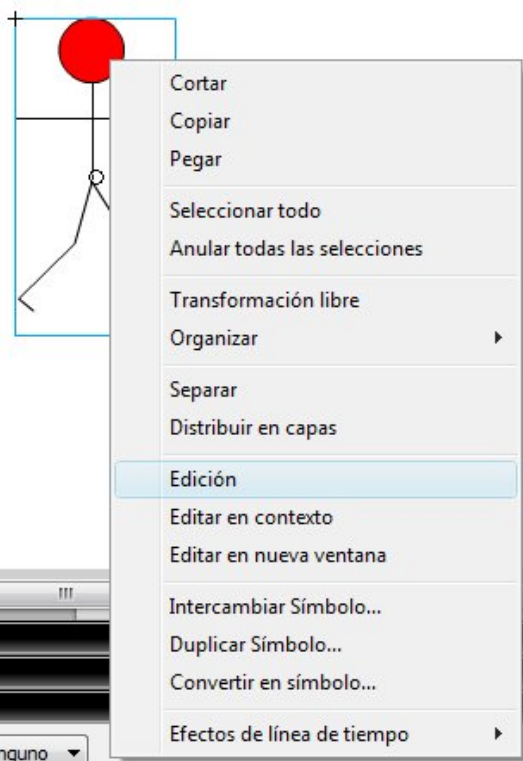 Cortar
Copiar
Pegar
Seleccionar todo
Anular todas las selecciones
Transformación libre
Organizar
Separar
Distribuir en capas
Edición
Editar en contexto
Editar en nueva ventana
Intercambiar Símbolo...
Duplicar Símbolo...
Convertir en símbolo...
Efectos de línea de tiempo